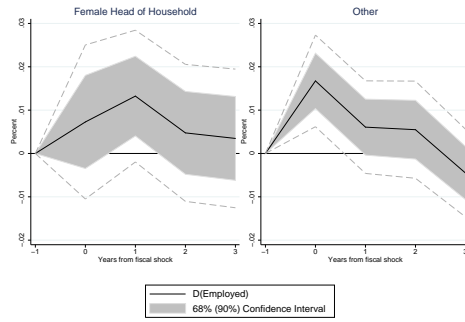 Female Head of Household
Percent
.03
.02
.01
0
-.01
-.02
-1
0
1
2
3
Years from fiscal shock
Other
Percent
.03
.02
.01
0
-.01
-.02
-1
0
1
2
3
Years from fiscal shock
D(Employed)
68% (90%) Confidence Interval